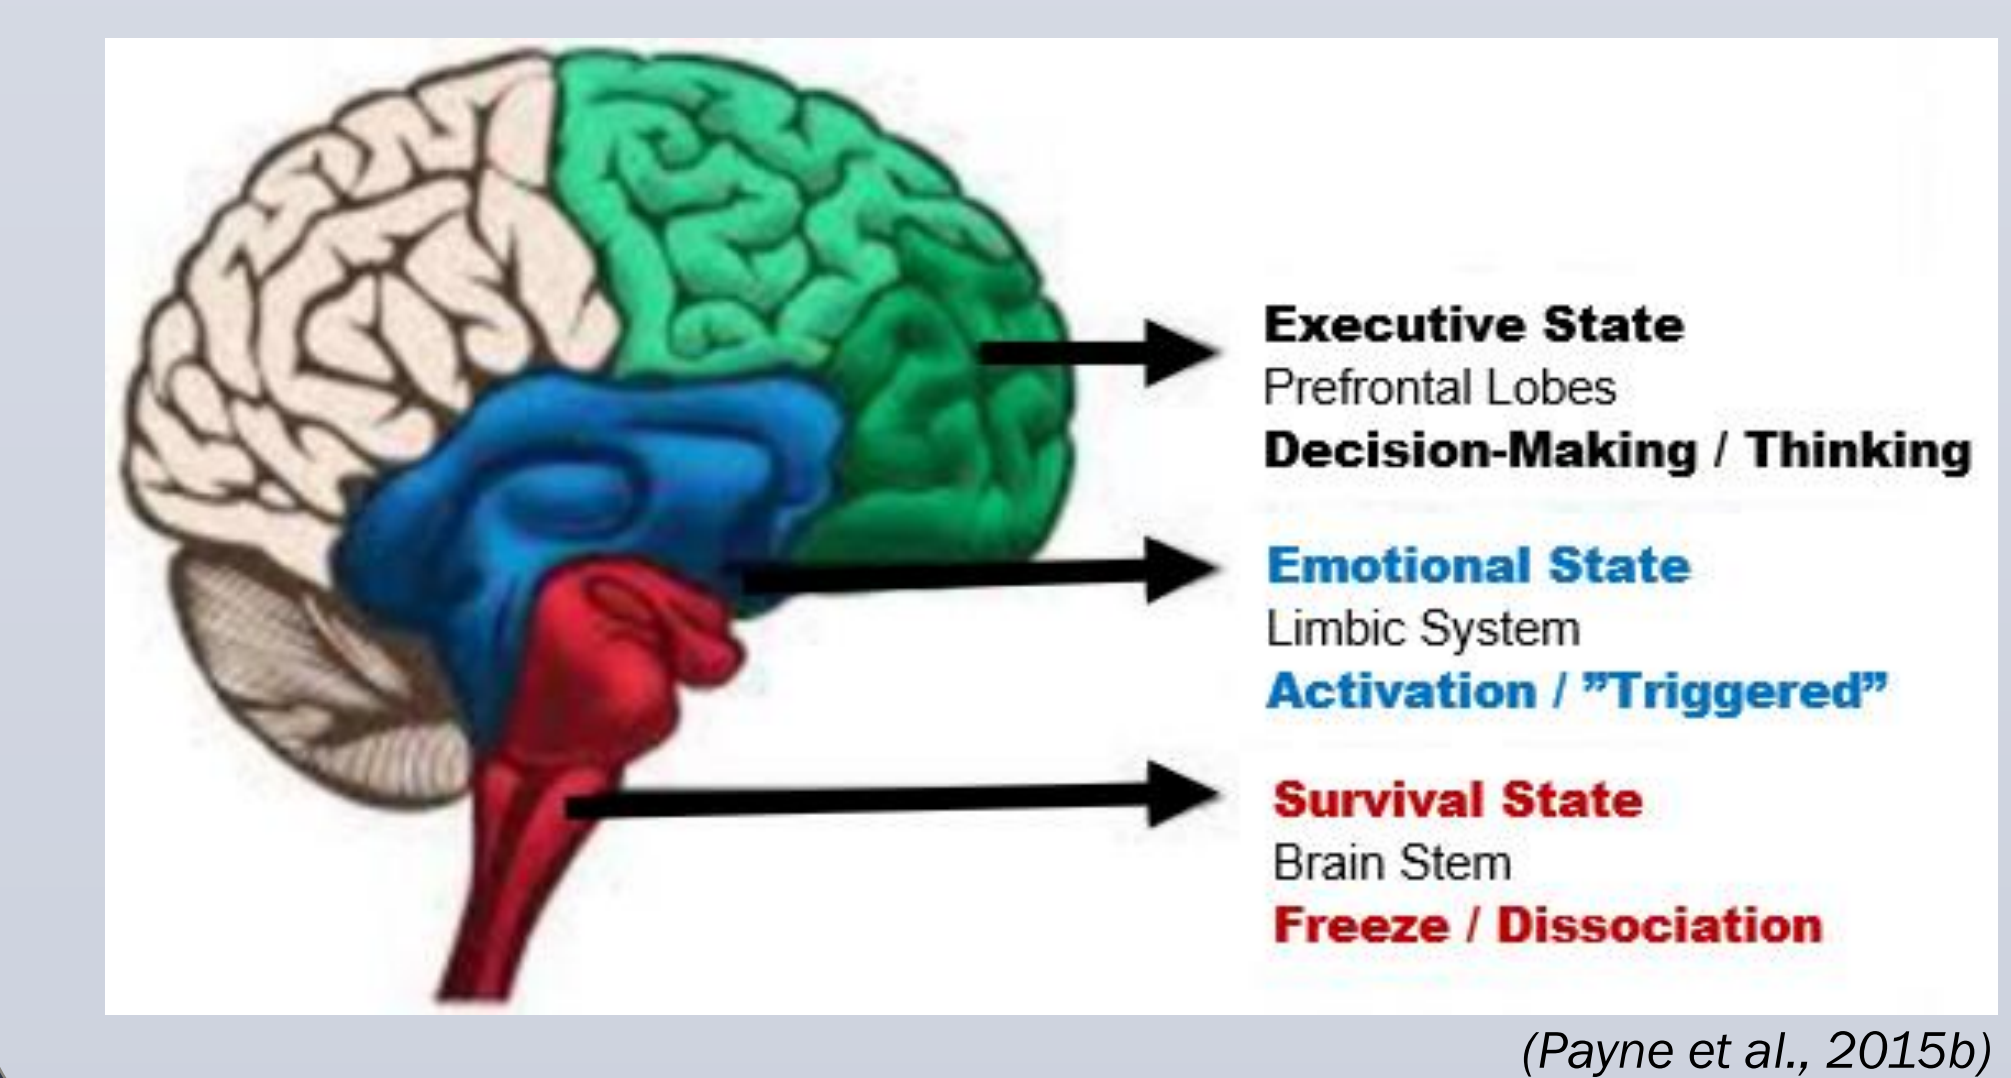 Executive State
Prefrontal Lobes
Decision-Making / Thinking
Emotional State
Limbic System
Activation / ”Triggered”
Survival State
Brain Stem
Freeze / Dissociation
(Payne et al., 2015b)